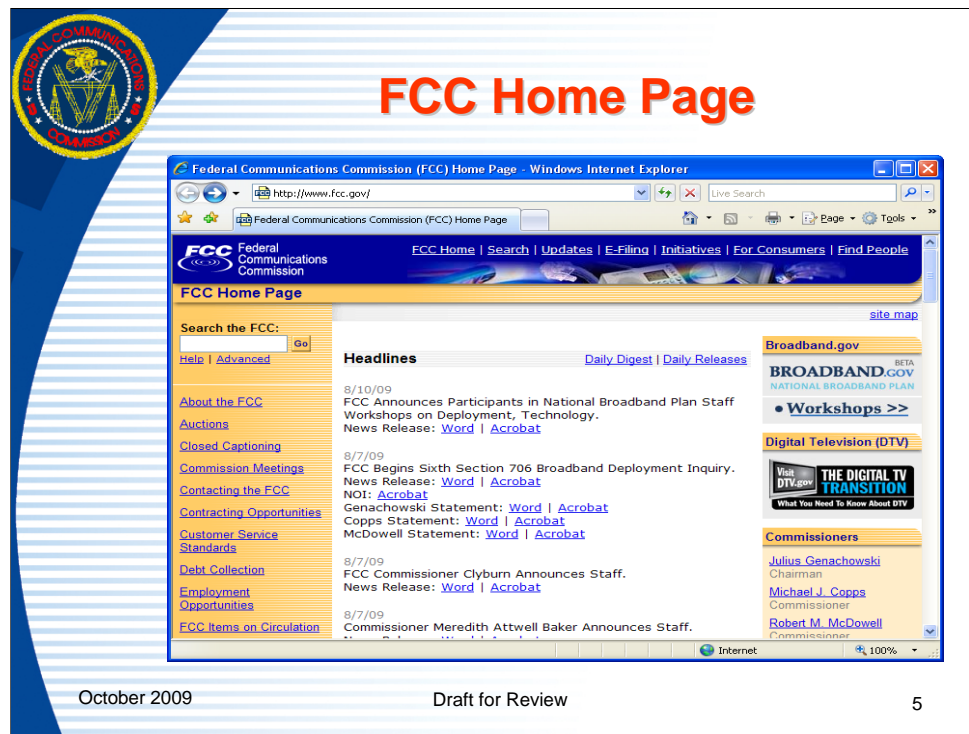 FEDERAL COMMUNICATIONS COMMISSION
FCC Home Page
Federal Communications Commission (FCC) Home Page - Windows Internet Explorer
http://www.fcc.gov/
Live Search
Federal Communications Commission (FCC) Home Page
Page
Tools
FCC Federal
Communications
Commission
FCC Home | Search | Updates | E-Filing | Initiatives | For Consumers | Find People
FCC Home Page
site map
Search the FCC:
Go
Help | Advanced
About the FCC
Auctions
Closed Captioning
Commission Meetings
Contacting the FCC
Contracting Opportunities
Customer Service
Standards
Debt Collection
Employment
Opportunities
FCC Items on Circulation
Headlines
Daily Digest | Daily Releases
8/10/09
FCC Announces Participants in National Broadband Plan Staff
Workshops on Deployment, Technology.
News Release: Word | Acrobat
8/7/09
FCC Begins Sixth Section 706 Broadband Deployment Inquiry.
News Release: Word | Acrobat
NOI: Acrobat
Genachowski Statement: Word | Acrobat
Copps Statement: Word | Acrobat
McDowell Statement: Word | Acrobat
8/7/09
FCC Commissioner Clyburn Announces Staff.
News Release: Word | Acrobat
8/7/09
Commissioner Meredith Attwell Baker Announces Staff.
News Release: Word | Acrobat
Broadband.gov
BETA
BROADBAND.GOV
NATIONAL BROADBAND PLAN
• Workshops >>
Digital Television (DTV)
Visit
DTV.gov
THE DIGITAL TV
TRANSITION
What You Need To Know About DTV
Commissioners
Julius Genachowski
Chairman
Michael J. Copps
Commissioner
Robert M. McDowell
Commissioner
Internet
100%
October 2009
Draft for Review
5